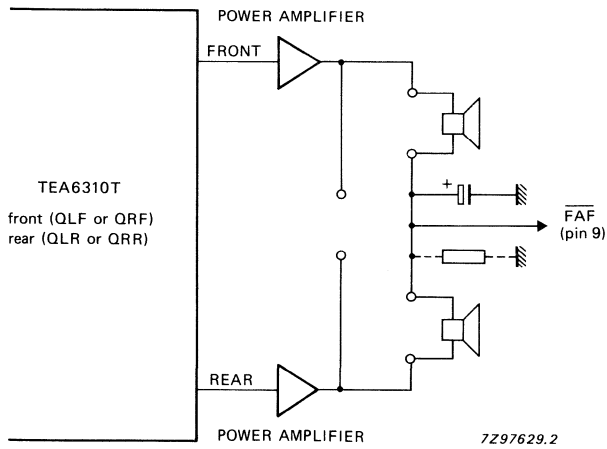 POWER AMPLIFIER
FRONT
TEA6310T
front (QLF or QRF)
rear (QLR or QRR)
+
FAF
(pin 9)
REAR
POWER AMPLIFIER
7Z97629.2